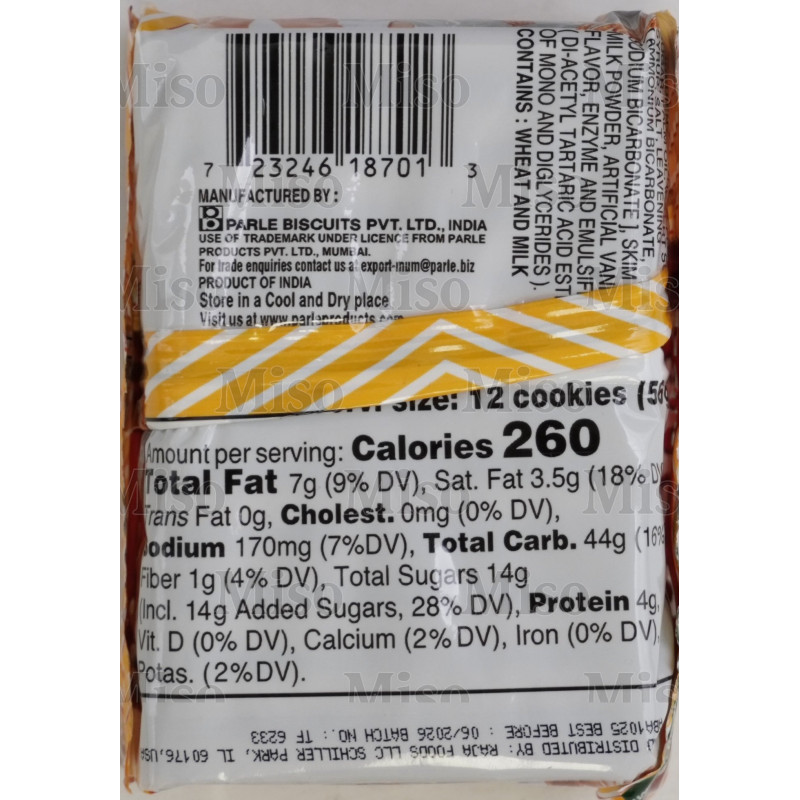 7 23246 18701 3
MANUFACTURED BY :
PARLE BISCUITS PVT. LTD., INDIA
USE OF TRADEMARK UNDER LICENCE FROM PARLE
PRODUCTS PVT. LTD., MUMBAI.
For trade enquiries contact us at export-mum@parle.biz
PRODUCT OF INDIA
Store in a Cool and Dry place
Visit us at www.parleproducts.com
AMMONIUM BICARBONATE,
SODIUM BICARBONATE ], SKIM
MILK POWDER, ARTIFICIAL
FLAVOR, ENZYME AND
(DI-ACETYL TARTARIC ACID
OF MONO AND DIGLYCERIDES ).
CONTAINS : WHEAT AND MILK
size: 12 cookies
Amount per serving: Calories 260
Total Fat 7g (9% DV), Sat. Fat 3.5g (18% DV
Trans Fat 0g, Cholest. 0mg (0% DV),
Sodium 170mg (7%DV), Total Carb. 44g (16%
Fiber 1g (4% DV), Total Sugars 14g
(Incl. 14g Added Sugars, 28% DV), Protein 4g,
Vit. D (0% DV), Calcium (2% DV), Iron (0% DV),
Potas. (2%DV).
ABA1025 BEST BEFORE : 06/2026 BATCH NO. : TF 6233
DISTRIBUTED BY: RAJA FOODS LLC SCHILLER PARK, IL 60176,USA
Miso